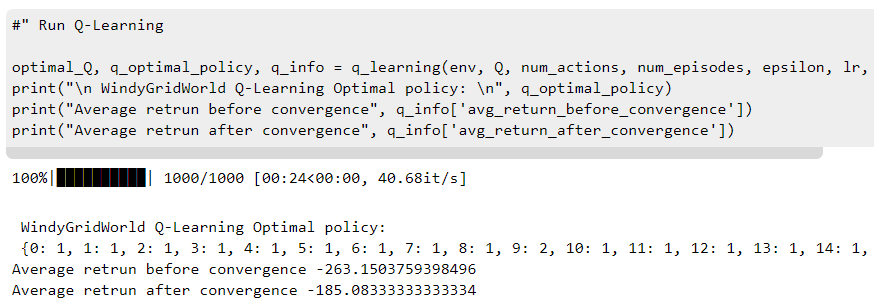 #" Run Q-Learning
optimal_Q, q_optimal_policy, q_info = q_learning(env, Q, num_actions, num_episodes, epsilon, lr,
print("\n WindyGridWorld Q-Learning Optimal policy: \n", q_optimal_policy)
print("Average retrun before convergence", q_info['avg_return_before_convergence'])
print("Average retrun after convergence", q_info['avg_return_after_convergence'])
100%|██████████| 1000/1000 [00:24<00:00, 40.68it/s]
WindyGridWorld Q-Learning Optimal policy:
{0: 1, 1: 1, 2: 1, 3: 1, 4: 1, 5: 1, 6: 1, 7: 1, 8: 1, 9: 2, 10: 1, 11: 1, 12: 1, 13: 1, 14: 1,
Average retrun before convergence -263.1503759398496
Average retrun after convergence -185.08333333333334